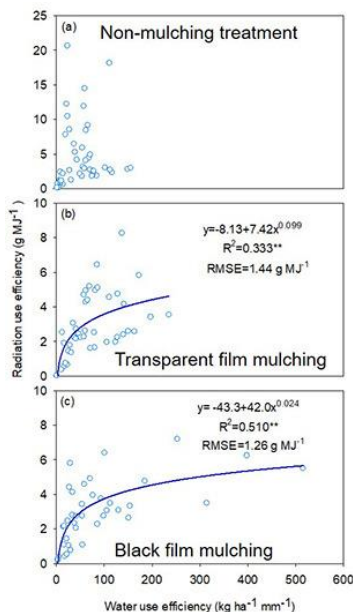 25
(a)
Non-mulching treatment
20
15
10
5
0
10
(b)
y=-8.13+7.42x^0.099
8
R²=0.333**
RMSE=1.44 g MJ⁻¹
6
4
2
Transparent film mulching
0
10
(c)
y= -43.3+42.0x^0.024
8
R²=0.510**
RMSE=1.26 g MJ⁻¹
6
4
2
Black film mulching
0
0 100 200 300 400 500 600
Water use efficiency (kg ha⁻¹ mm⁻¹)
Radiation use efficiency (g MJ⁻¹)